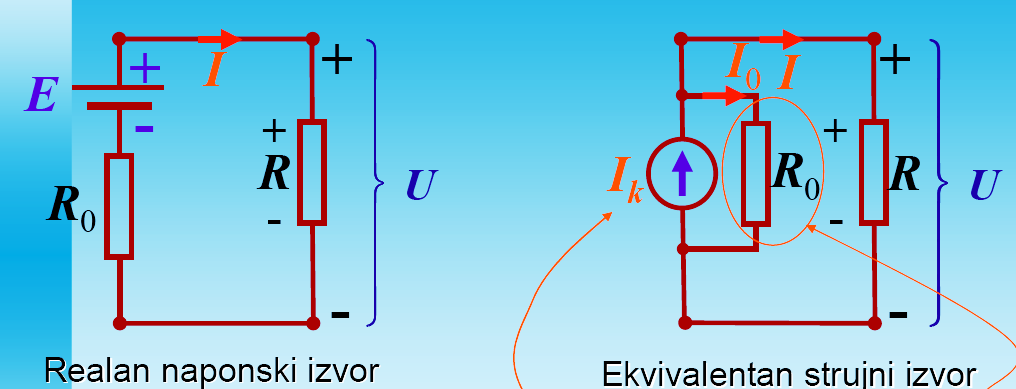 +
I
+
E
-
+
R₀
R
U
-
-
Realan naponski izvor
I₀
I
+
+
Iₖ
R₀
R
U
-
-
Ekvivalentan strujni izvor